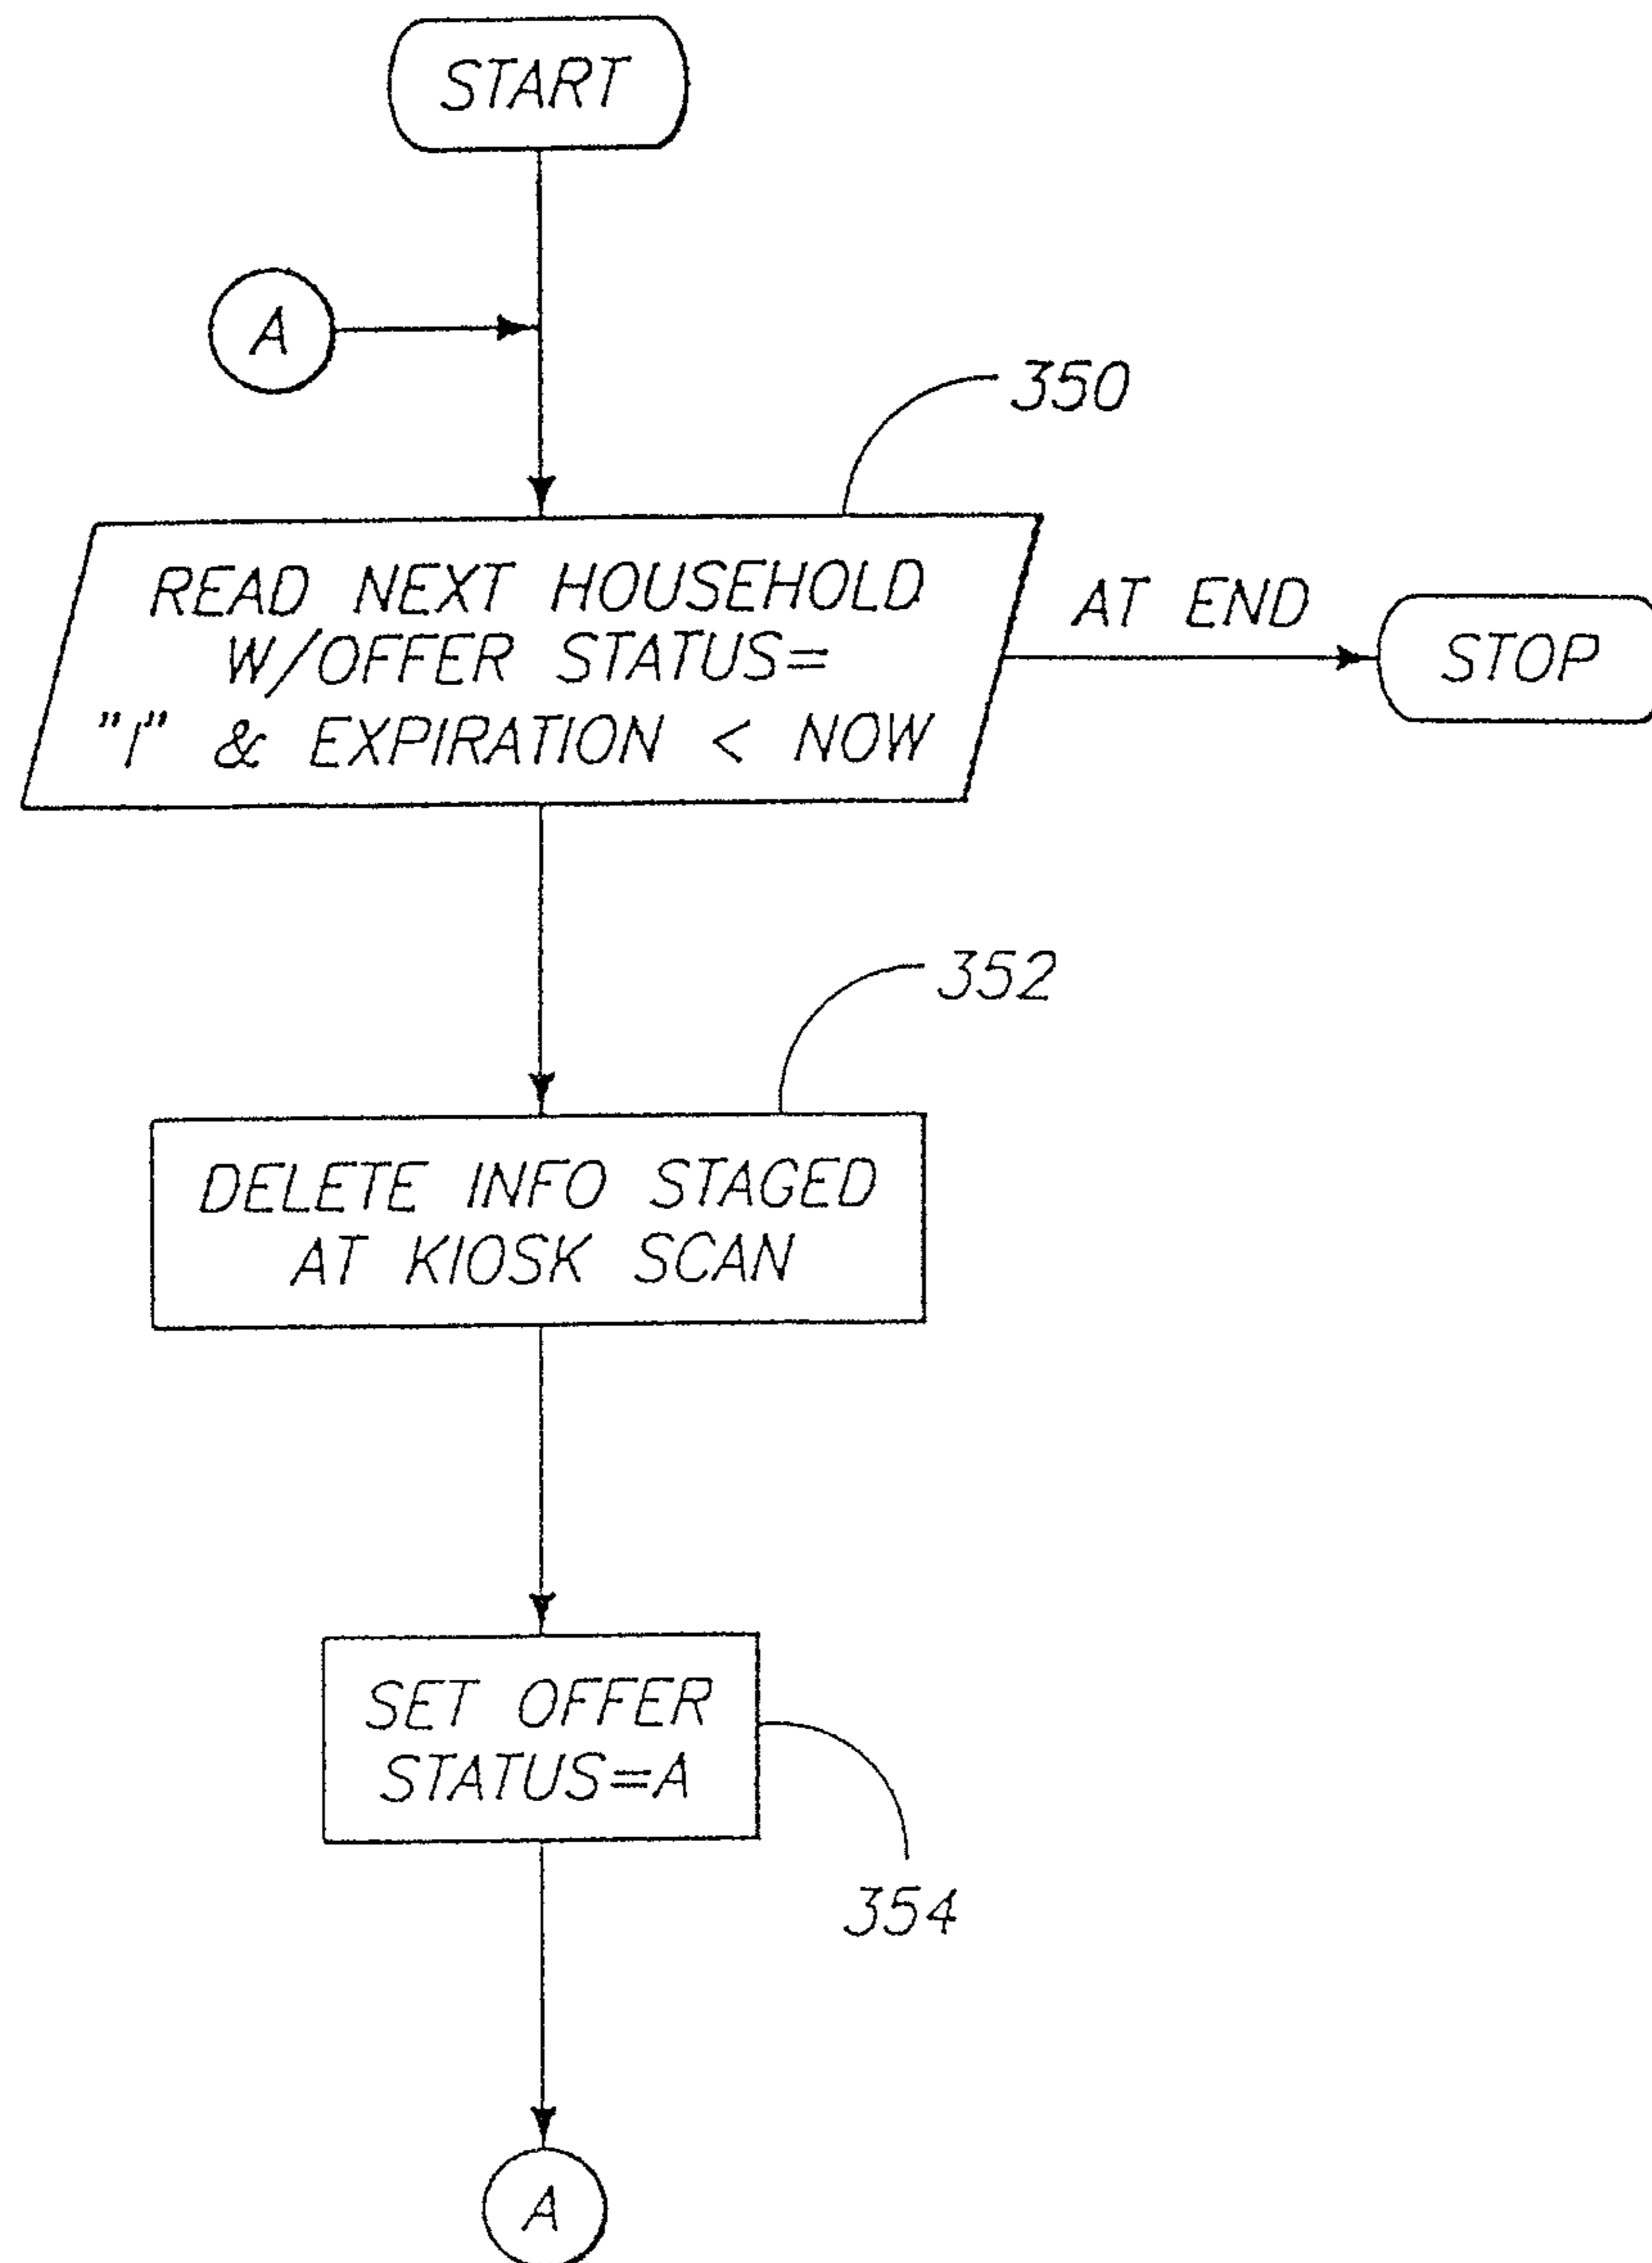 START
A
350
READ NEXT HOUSEHOLD
W/OFFER STATUS=
"I" & EXPIRATION < NOW
AT END
STOP
352
DELETE INFO STAGED
AT KIOSK SCAN
SET OFFER
STATUS=A
354
A